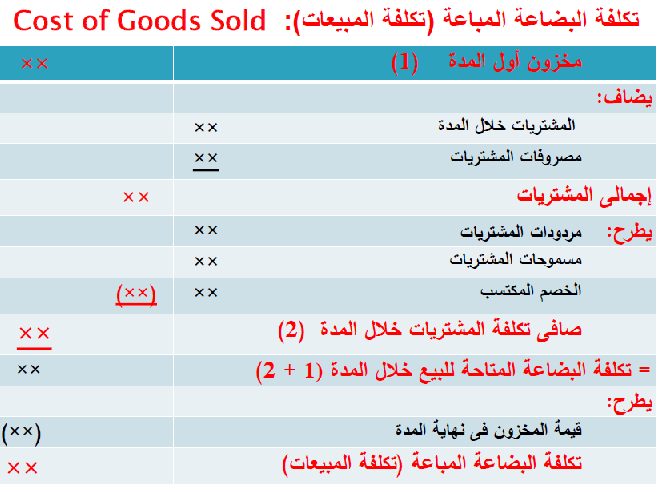 تكلفة البضاعة المباعة (تكلفة المبيعات): Cost of Goods Sold
مخزون أول المدة (1) ××
يضاف:
المشتريات خلال المدة ××
مصروفات المشتريات ××
إجمالى المشتريات ××
يطرح: مردودات المشتريات ××
مسموحات المشتريات ××
الخصم المكتسب ×× (××)
صافى تكلفة المشتريات خلال المدة (2) ××
= تكلفة البضاعة المتاحة للبيع خلال المدة (1 + 2) ××
يطرح:
قيمة المخزون فى نهاية المدة (××)
تكلفة البضاعة المباعة (تكلفة المبيعات) ××